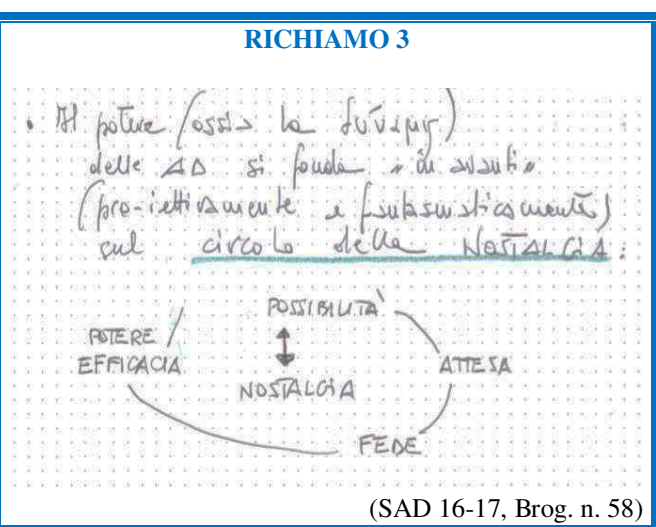 RICHIAMO 3
• Il potere (ossia la δύναμις)
delle AD si fonda "in avanti"
(pro-iettivamente e fantasmaticamente)
sul circolo della NOSTALGIA:
POSSIBILITÀ
POTERE /
EFFICACIA
ATTESA
NOSTALGIA
FEDE
(SAD 16-17, Brog. n. 58)